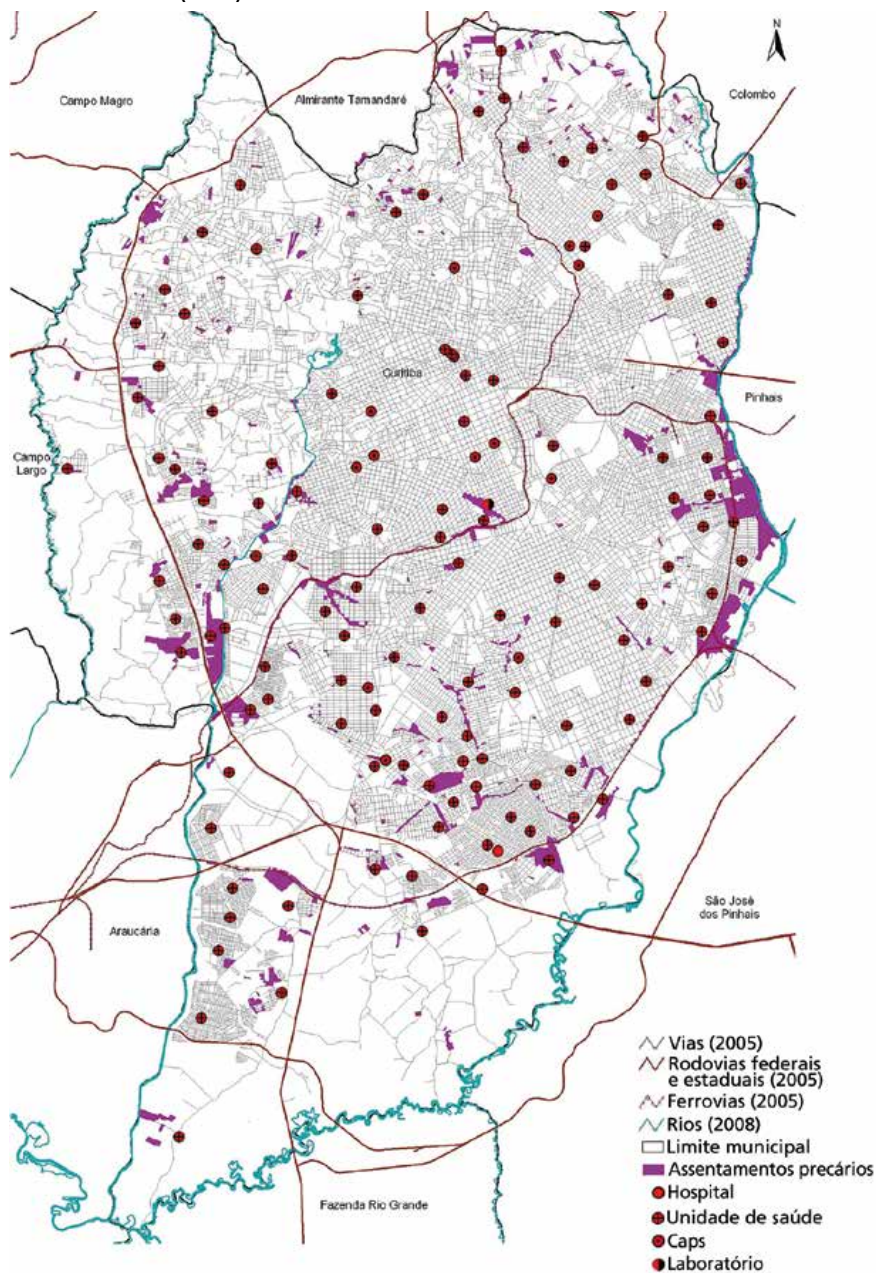 N
Campo Magro
Almirante Tamandaré
Colombo
Curitiba
Pinhais
Campo
Largo
São José
dos Pinhais
Araucária
Fazenda Rio Grande
Vias (2005)
Rodovias federais
e estaduais (2005)
Ferrovias (2005)
Rios (2008)
Limite municipal
Assentamentos precários
Hospital
Unidade de saúde
Caps
Laboratório